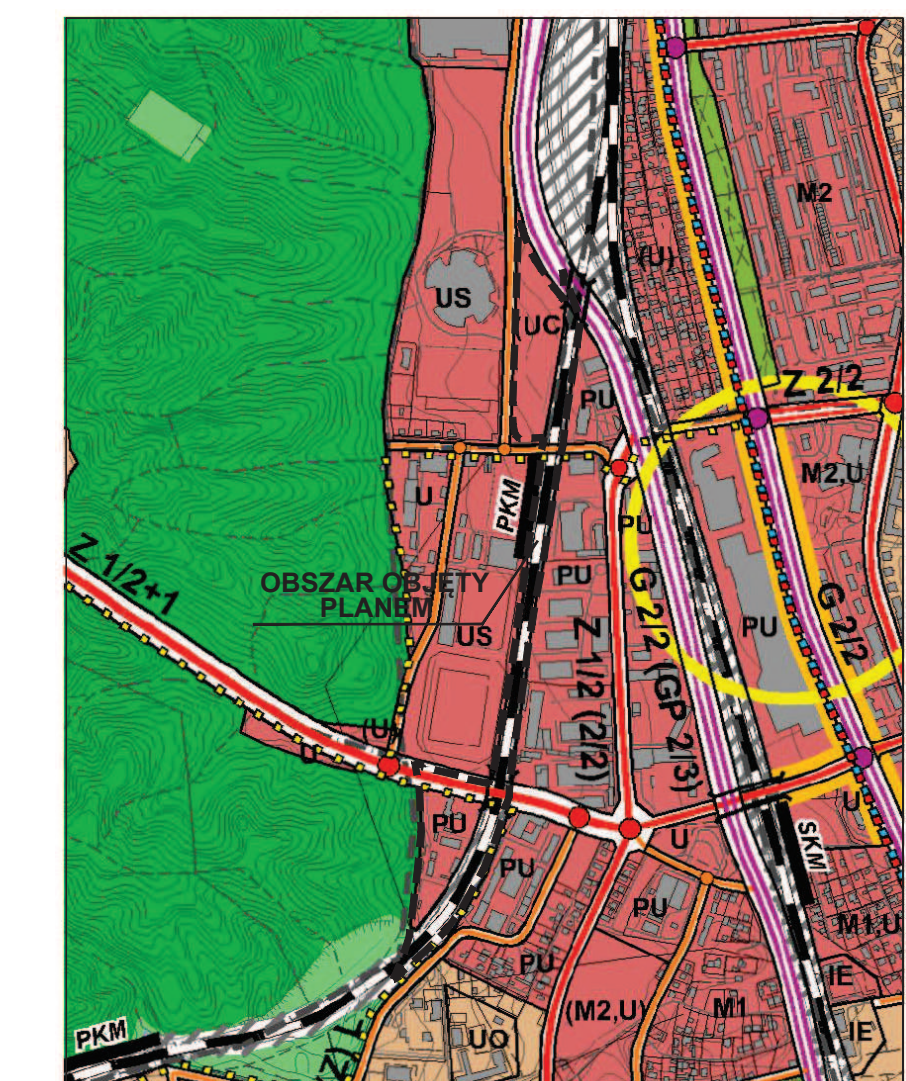 M2
(U)
US
(UC)
PU
Z 2/2
M2,U
U
PKM
PU
Z 1/2+1
OBSZAR OBJĘTY
PLANEM
PU
G 2/2 (GP 2/3)
G 2/2
US
Z 1/2 (2/2)
PU
(U)
U
PU
U
U
SKM
PU
PU
M1,U
PU
IE
(M2,U)
M1
PKM
UO
IE